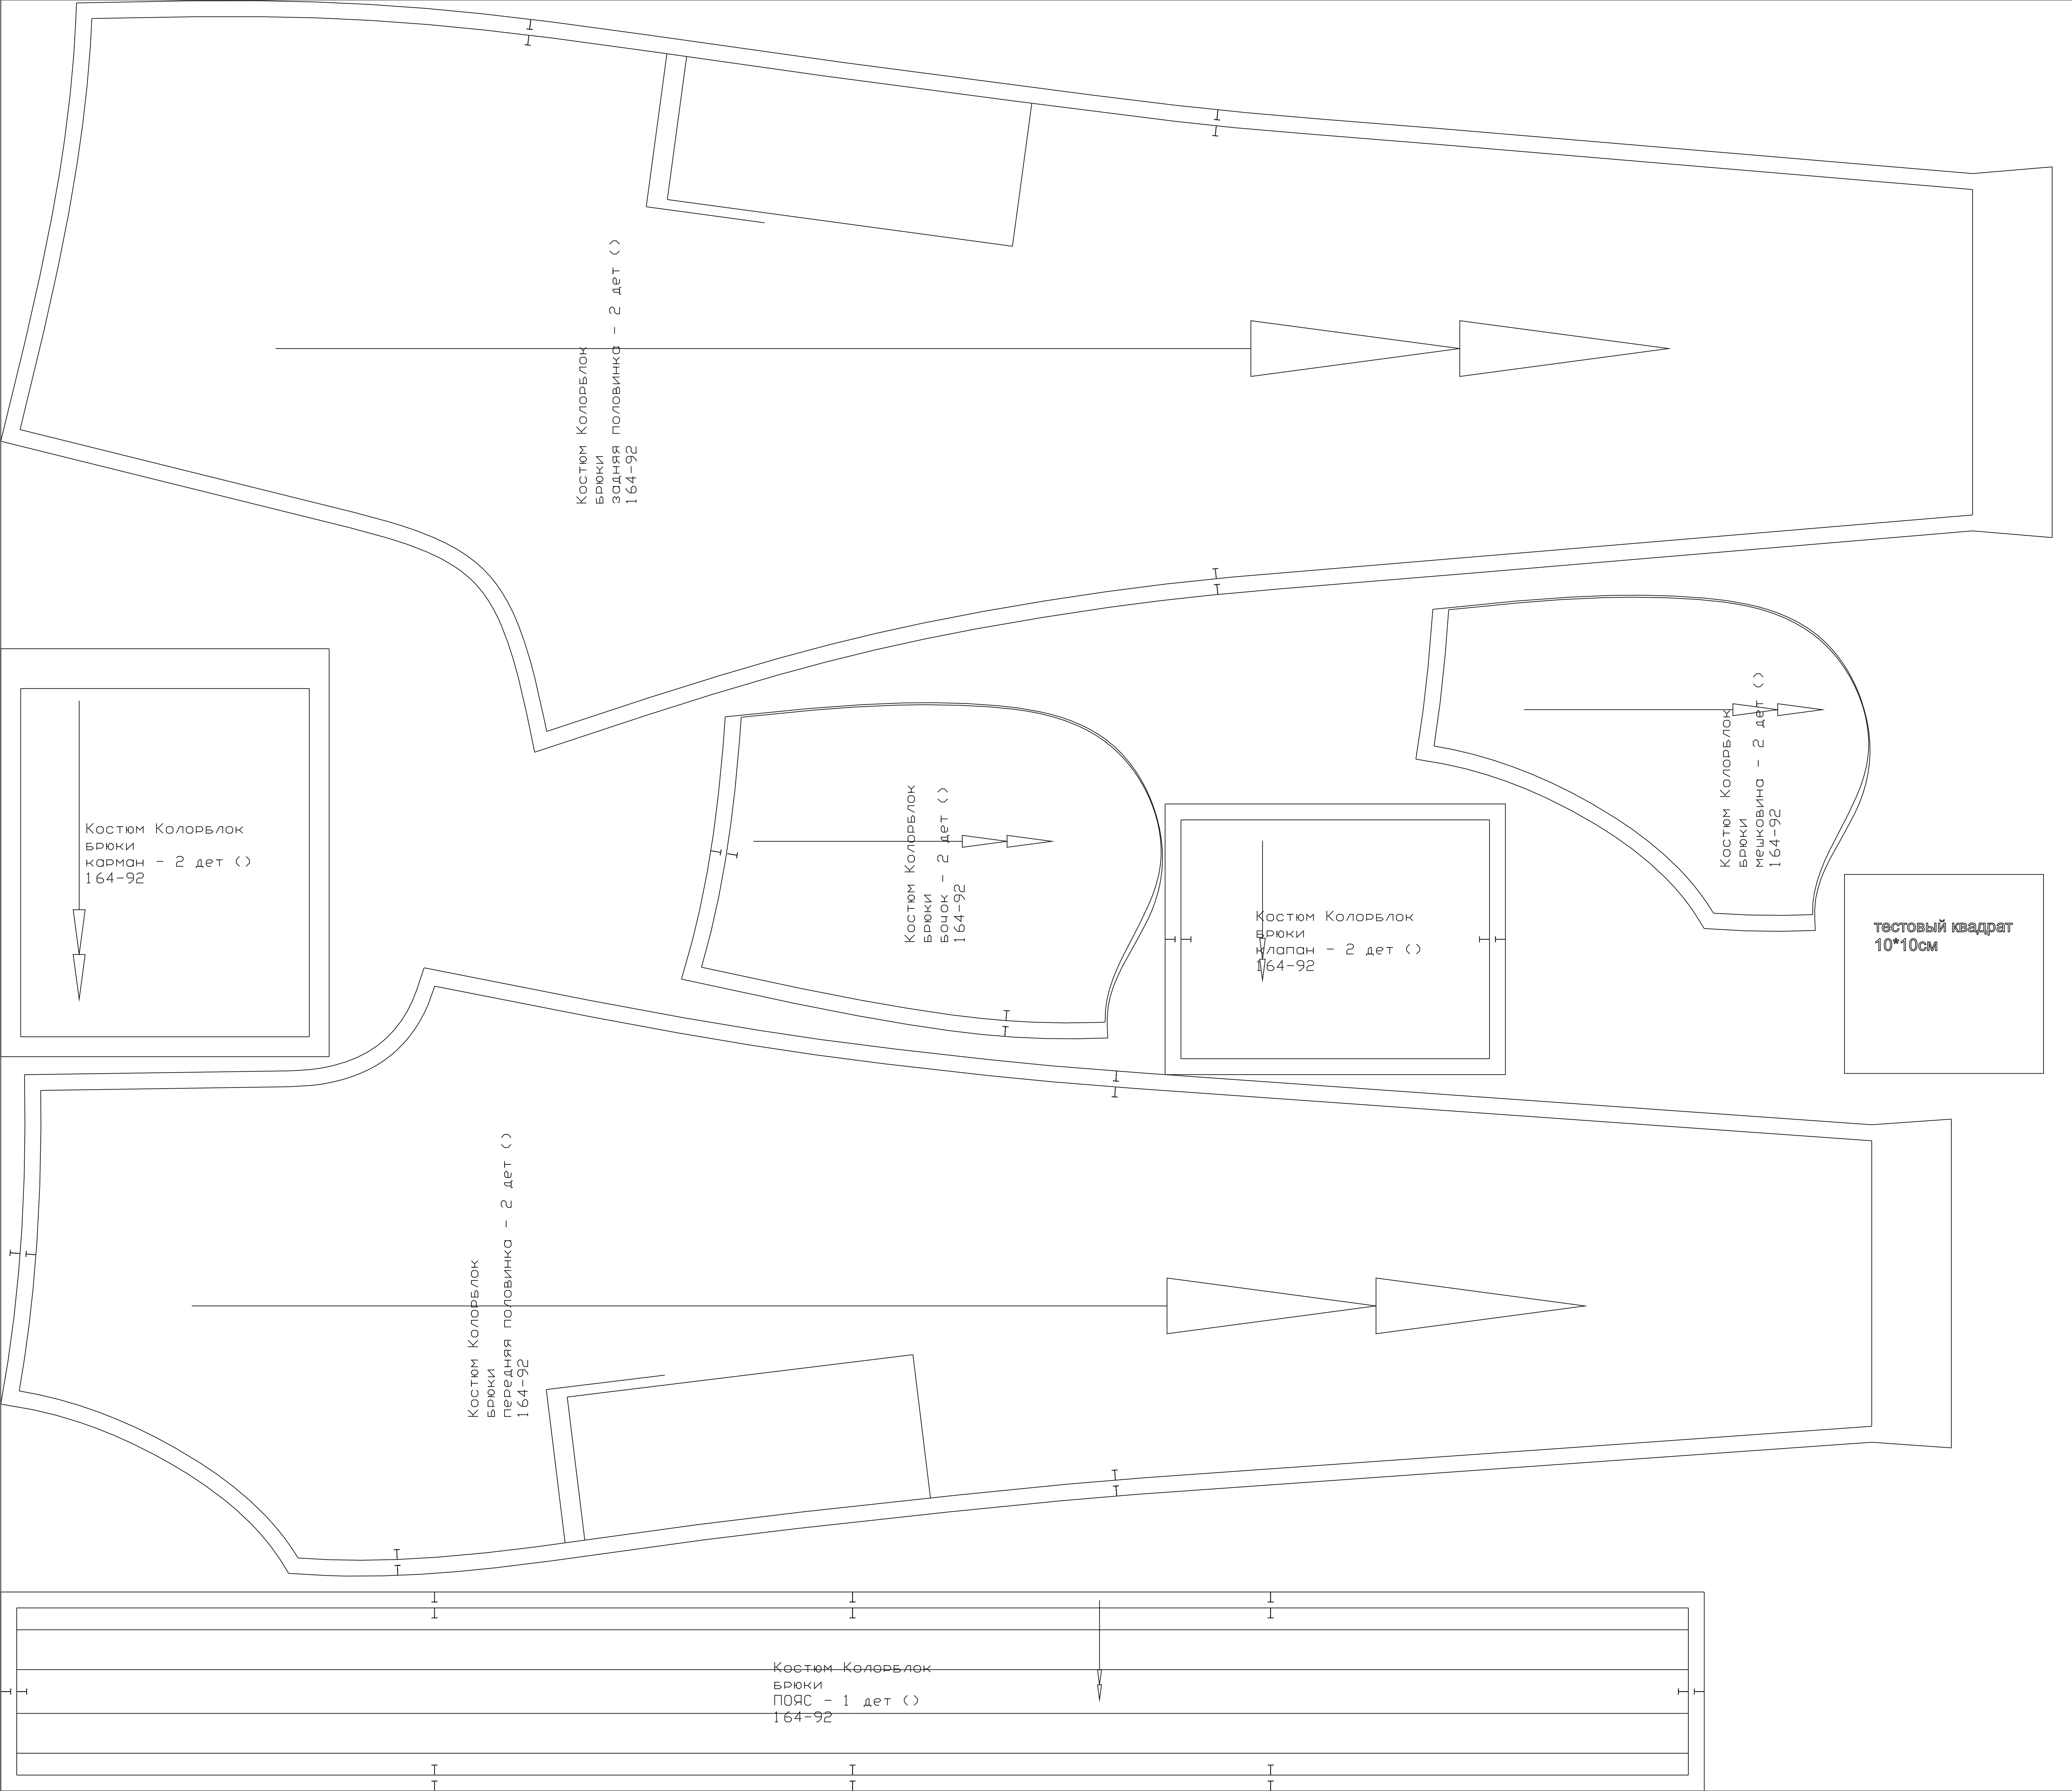 Костюм Колорблок
брюки
задняя половинка - 2 дет ()
164-92
Костюм Колорблок
брюки
мешковина - 2 дет ()
164-92
Костюм Колорблок
брюки
карман - 2 дет ()
164-92
Костюм Колорблок
брюки
бочок - 2 дет ()
164-92
Костюм Колорблок
брюки
клапан - 2 дет ()
164-92
тестовый квадрат
10*10см
Костюм Колорблок
брюки
передняя половинка - 2 дет ()
164-92
Костюм Колорблок
брюки
ПОЯС - 1 дет ()
164-92